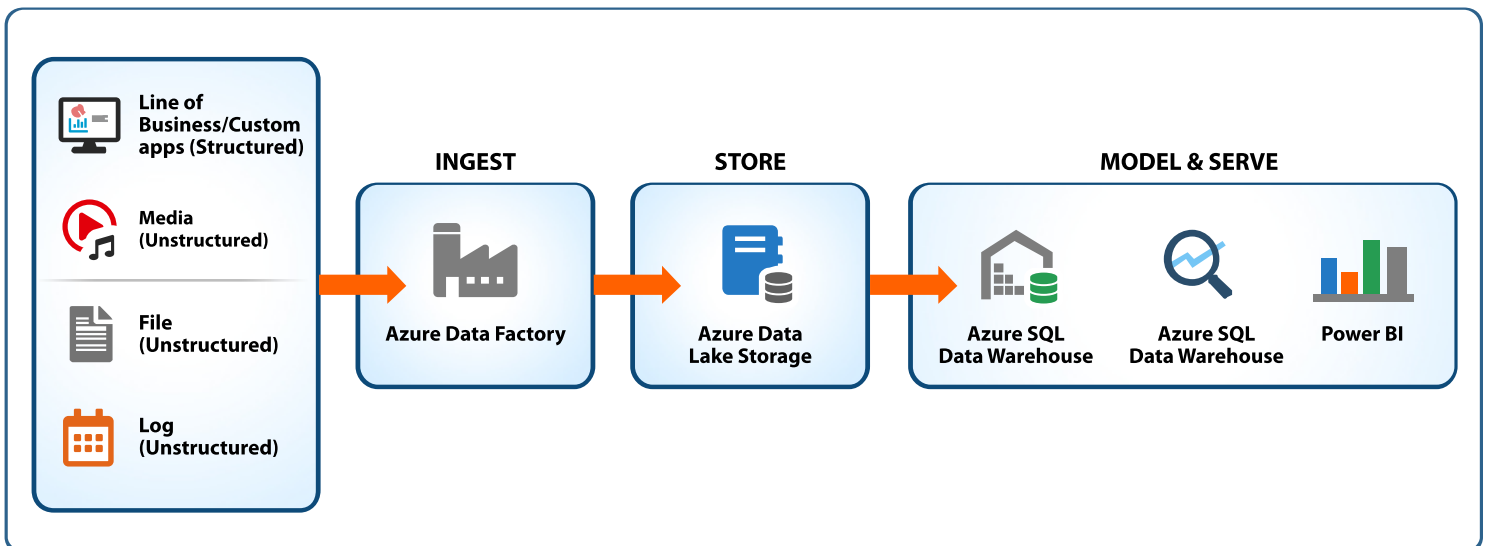 Line of
Business/Custom
apps (Structured)
Media
(Unstructured)
File
(Unstructured)
Log
(Unstructured)
INGEST
Azure Data Factory
STORE
Azure Data
Lake Storage
MODEL & SERVE
Azure SQL
Data Warehouse
Azure SQL
Data Warehouse
Power BI